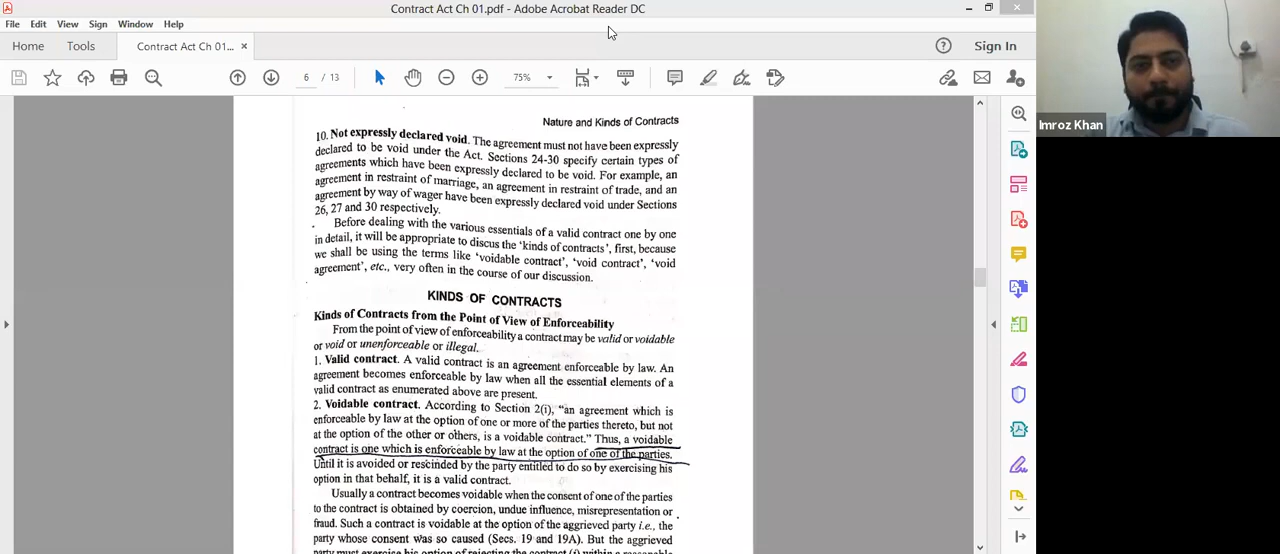 Contract Act Ch 01.pdf - Adobe Acrobat Reader DC
File Edit View Sign Window Help
Home Tools Contract Act Ch 01... × Sign In
6 / 13 75%
Imroz Khan
Nature and Kinds of Contracts
10. Not expressly declared void. The agreement must not have been expressly
declared to be void under the Act. Sections 24-30 specify certain types of
agreements which have been expressly declared to be void. For example, an
agreement in restraint of marriage, an agreement in restraint of trade, and an
agreement by way of wager have been expressly declared void under Sections
26, 27 and 30 respectively.
Before dealing with the various essentials of a valid contract one by one
in detail, it will be appropriate to discus the ‘kinds of contracts’, first, because
we shall be using the terms like ‘voidable contract’, ‘void contract’, ‘void
agreement’, etc., very often in the course of our discussion.
KINDS OF CONTRACTS
Kinds of Contracts from the Point of View of Enforceability
From the point of view of enforceability a contract may be valid or voidable
or void or unenforceable or illegal.
1. Valid contract. A valid contract is an agreement enforceable by law. An
agreement becomes enforceable by law when all the essential elements of a
valid contract as enumerated above are present.
2. Voidable contract. According to Section 2(i), “an agreement which is
enforceable by law at the option of one or more of the parties thereto, but not
at the option of the other or others, is a voidable contract.” Thus, a voidable
contract is one which is enforceable by law at the option of one of the parties.
Until it is avoided or rescinded by the party entitled to do so by exercising his
option in that behalf, it is a valid contract.
Usually a contract becomes voidable when the consent of one of the parties
to the contract is obtained by coercion, undue influence, misrepresentation or
fraud. Such a contract is voidable at the option of the aggrieved party i.e., the
party whose consent was so caused (Secs. 19 and 19A). But the aggrieved
party must exercise his option of rejecting the contract (i) within a reasonable